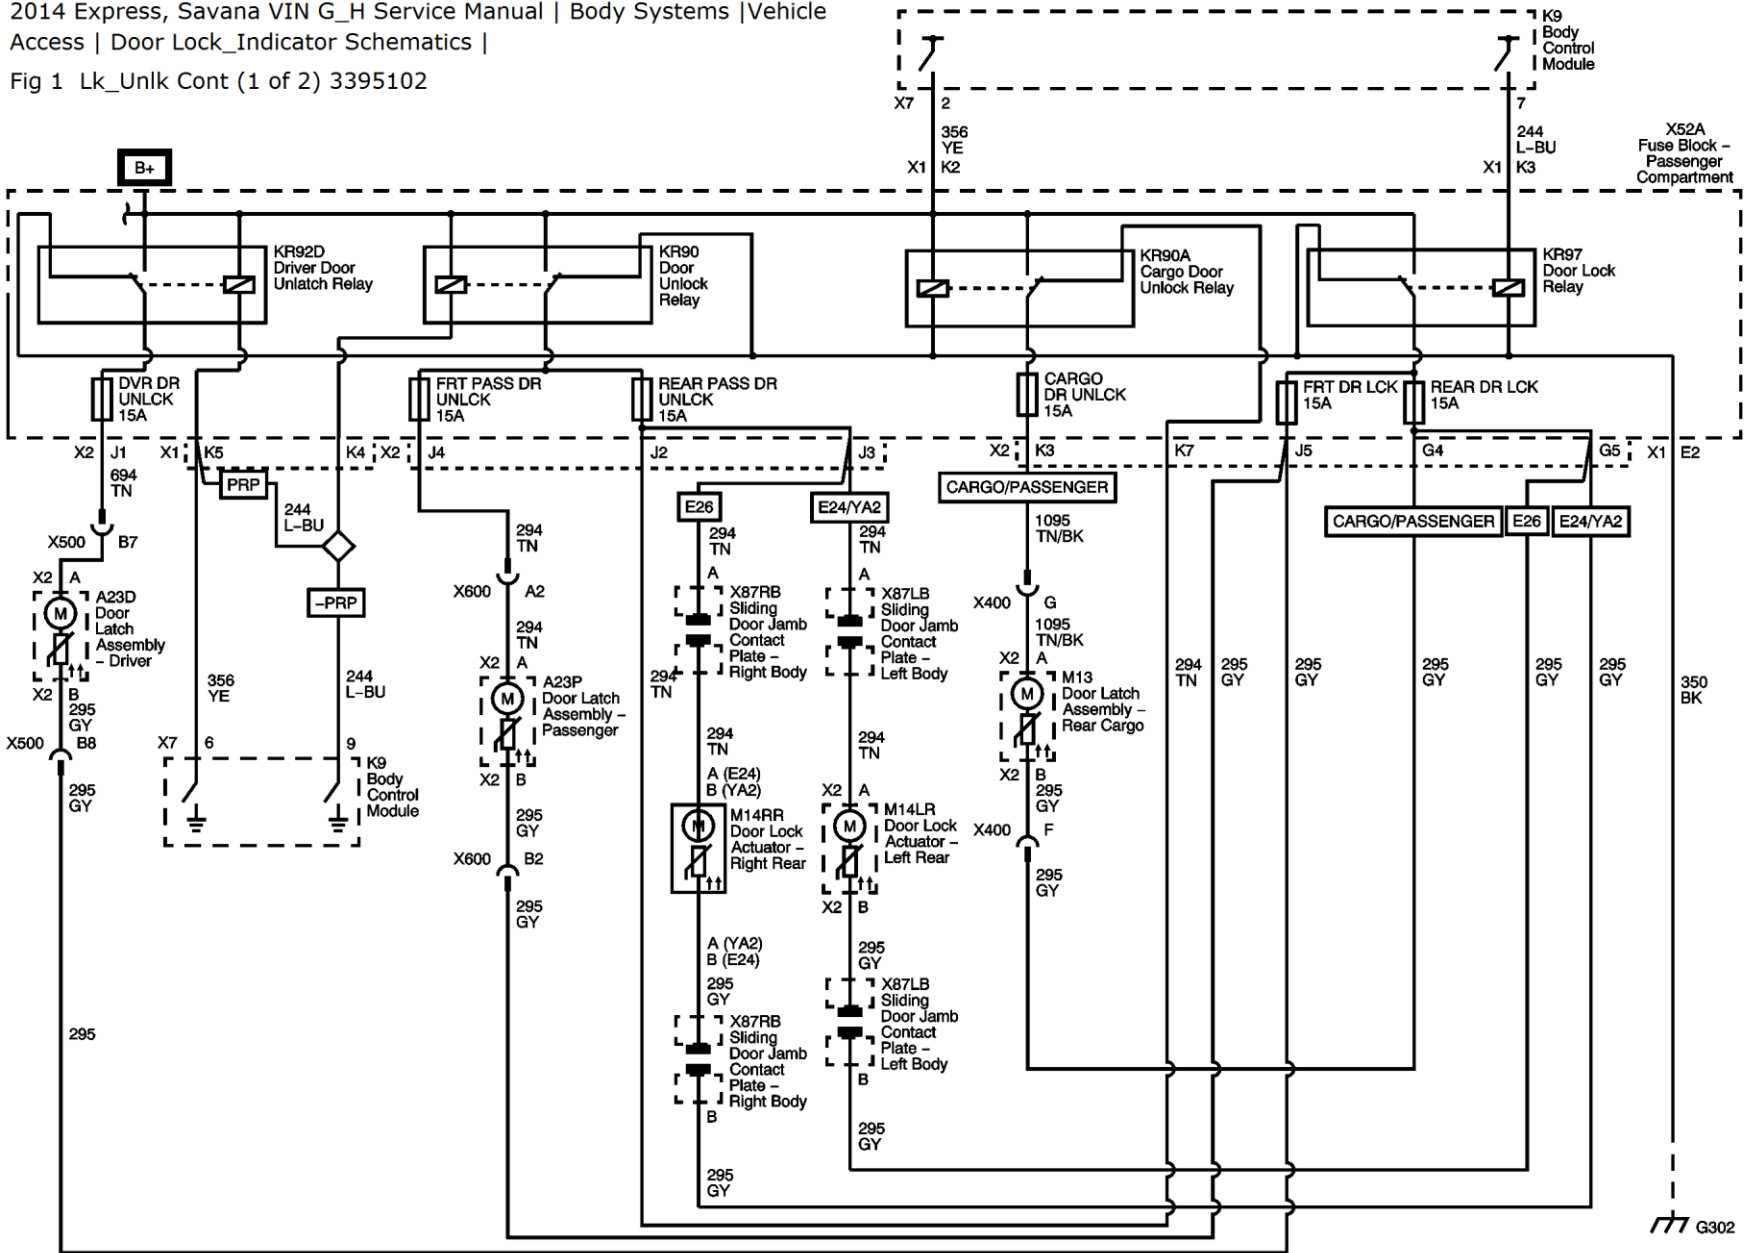 2014 Express, Savana VIN G_H Service Manual | Body Systems |Vehicle
Access | Door Lock_Indicator Schematics |
Fig 1 Lk_Unlk Cont (1 of 2) 3395102
K9
Body
Control
Module
X7 2
7
356
YE
244
L-BU
X1 K2
X1 K3
X52A
Fuse Block –
Passenger
Compartment
B+
KR92D
Driver Door
Unlatch Relay
KR90
Door
Unlock
Relay
KR90A
Cargo Door
Unlock Relay
KR97
Door Lock
Relay
DVR DR
UNLCK
15A
FRT PASS DR
UNLCK
15A
REAR PASS DR
UNLCK
15A
CARGO
DR UNLCK
15A
FRT DR LCK
15A
REAR DR LCK
15A
X2 J1
X1 K5
K4 X2 J4
J2
J3
X2 K3
K7
J5
G4
G5 X1 E2
694
TN
PRP
244
L-BU
X500 B7
-PRP
X2 A
A23D
Door
Latch
Assembly
– Driver
X2 B
295
GY
X500 B8
295
GY
295
356
YE
244
L-BU
X7 6
9
K9
Body
Control
Module
294
TN
X600 A2
294
TN
X2 A
A23P
Door Latch
Assembly –
Passenger
X2 B
295
GY
X600 B2
295
GY
E26
294
TN
A
X87RB
Sliding
Door Jamb
Contact
Plate –
Right Body
294
TN
294
TN
A (E24)
B (YA2)
M
M14RR
Door Lock
Actuator –
Right Rear
A (YA2)
B (E24)
295
GY
X87RB
Sliding
Door Jamb
Contact
Plate –
Right Body
B
295
GY
E24/YA2
294
TN
A
X87LB
Sliding
Door Jamb
Contact
Plate –
Left Body
294
TN
X2 A
M
M14LR
Door Lock
Actuator –
Left Rear
X2 B
295
GY
X87LB
Sliding
Door Jamb
Contact
Plate –
Left Body
B
295
GY
CARGO/PASSENGER
1095
TN/BK
X400 G
1095
TN/BK
X2 A
M
M13
Door Latch
Assembly –
Rear Cargo
X2 B
295
GY
X400 F
295
GY
CARGO/PASSENGER
E26
E24/YA2
294
TN
295
GY
295
GY
295
GY
295
GY
295
GY
350
BK
M
M
G302